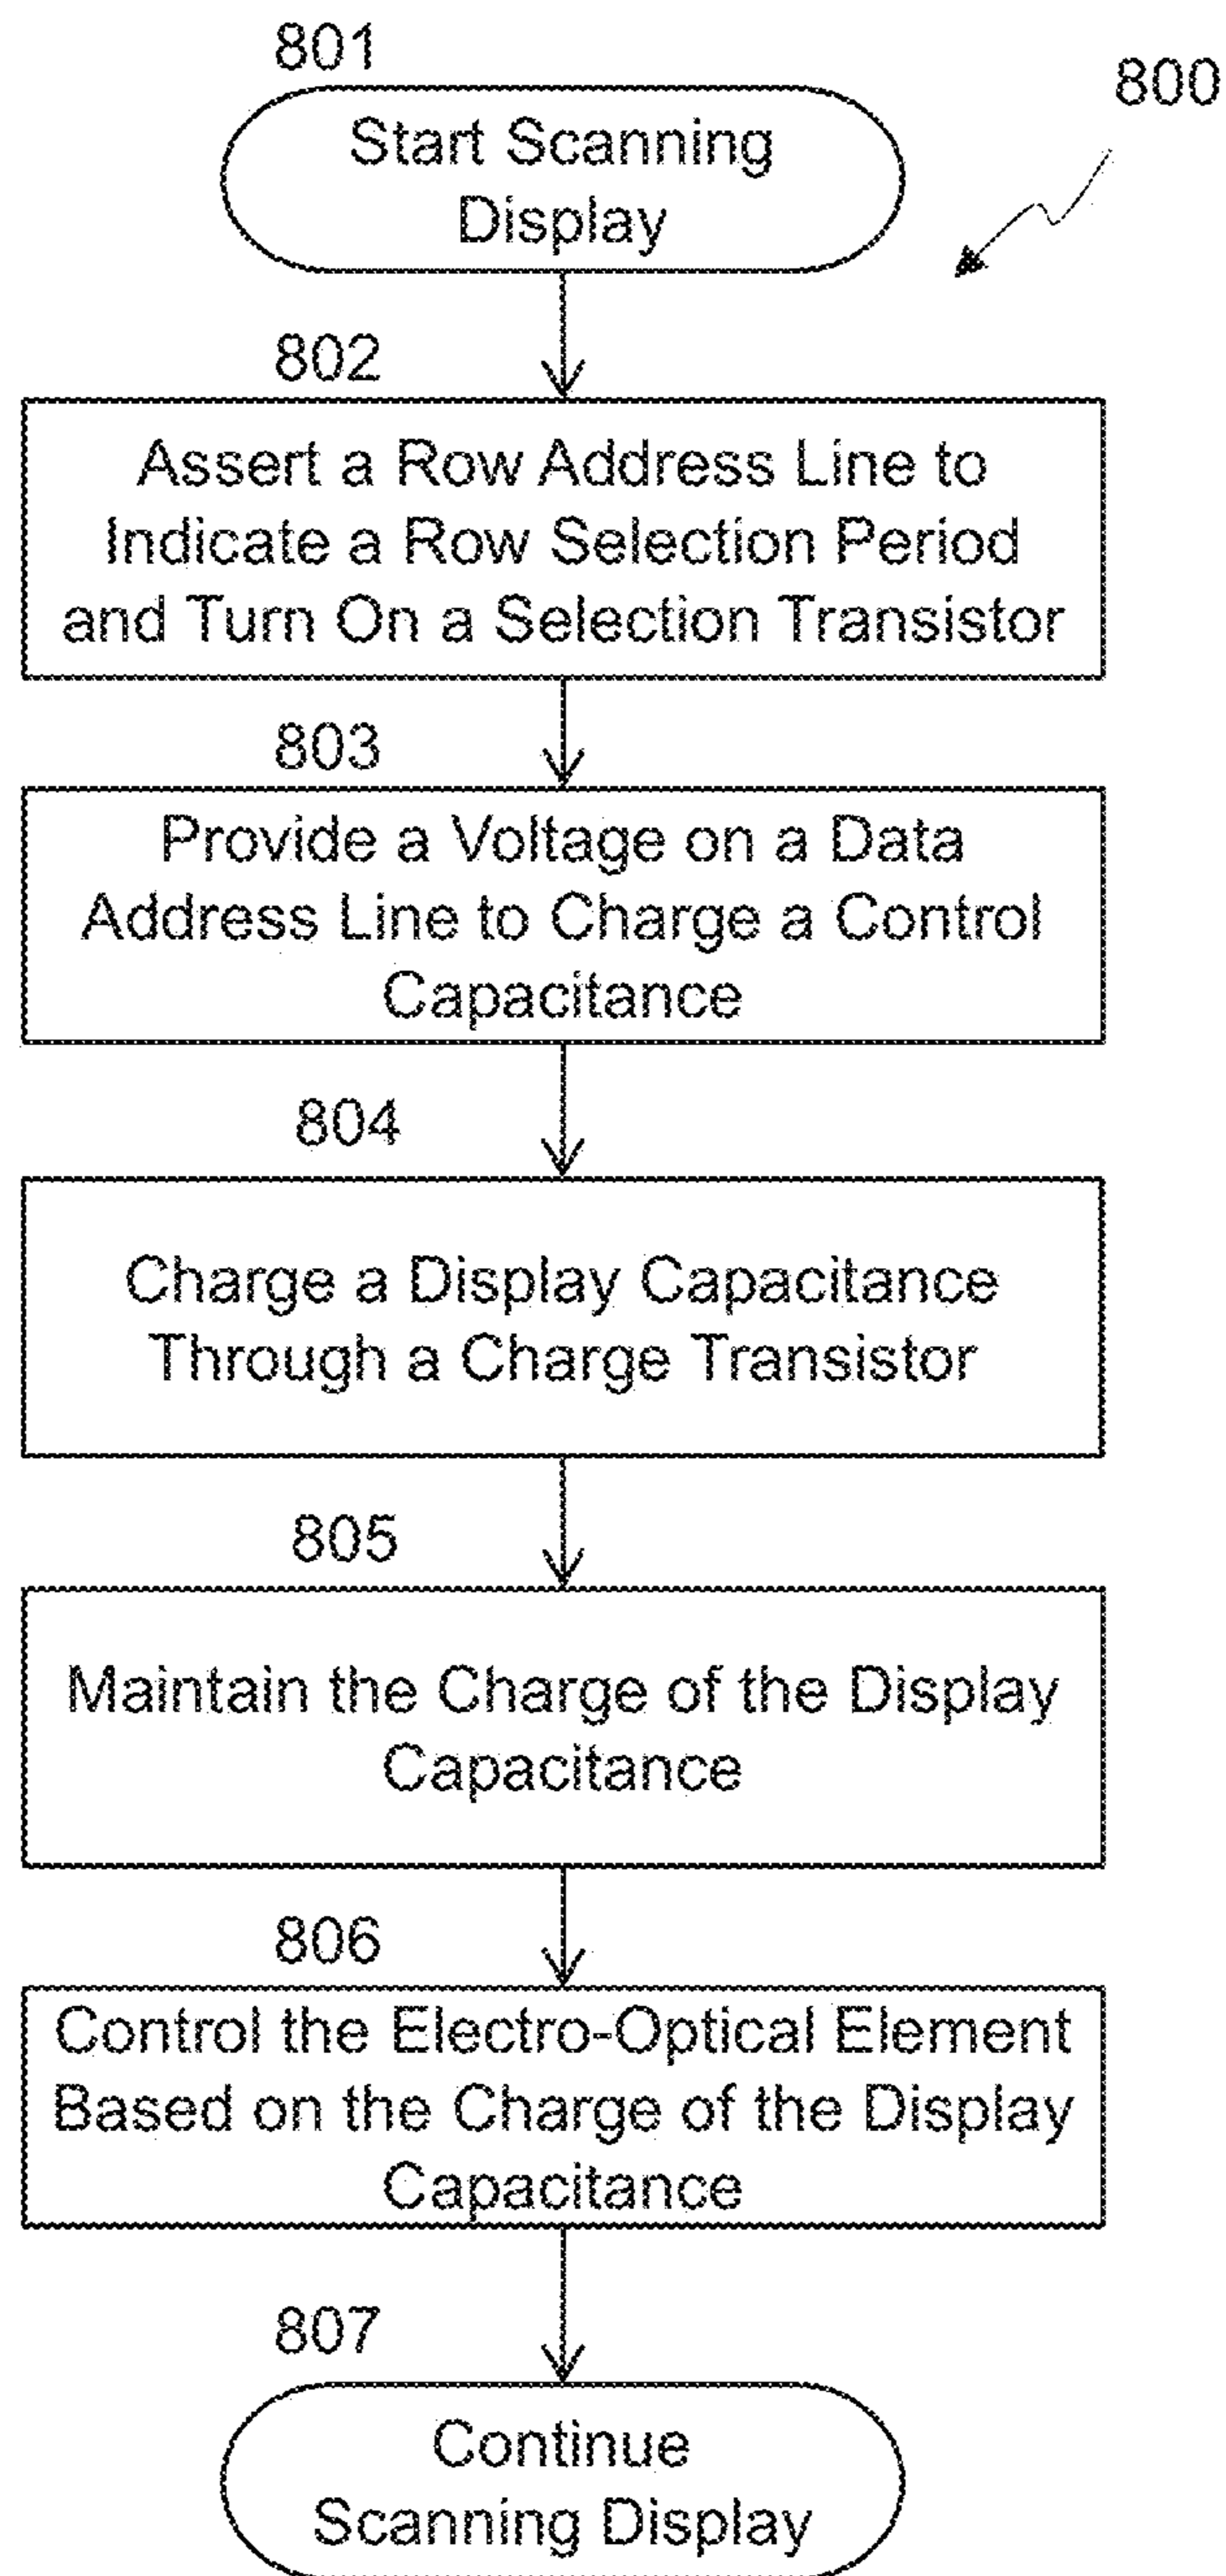 801
800
Start Scanning
Display
802
Assert a Row Address Line to
Indicate a Row Selection Period
and Turn On a Selection Transistor
803
Provide a Voltage on a Data
Address Line to Charge a Control
Capacitance
804
Charge a Display Capacitance
Through a Charge Transistor
805
Maintain the Charge of the Display
Capacitance
806
Control the Electro-Optical Element
Based on the Charge of the Display
Capacitance
807
Continue
Scanning Display